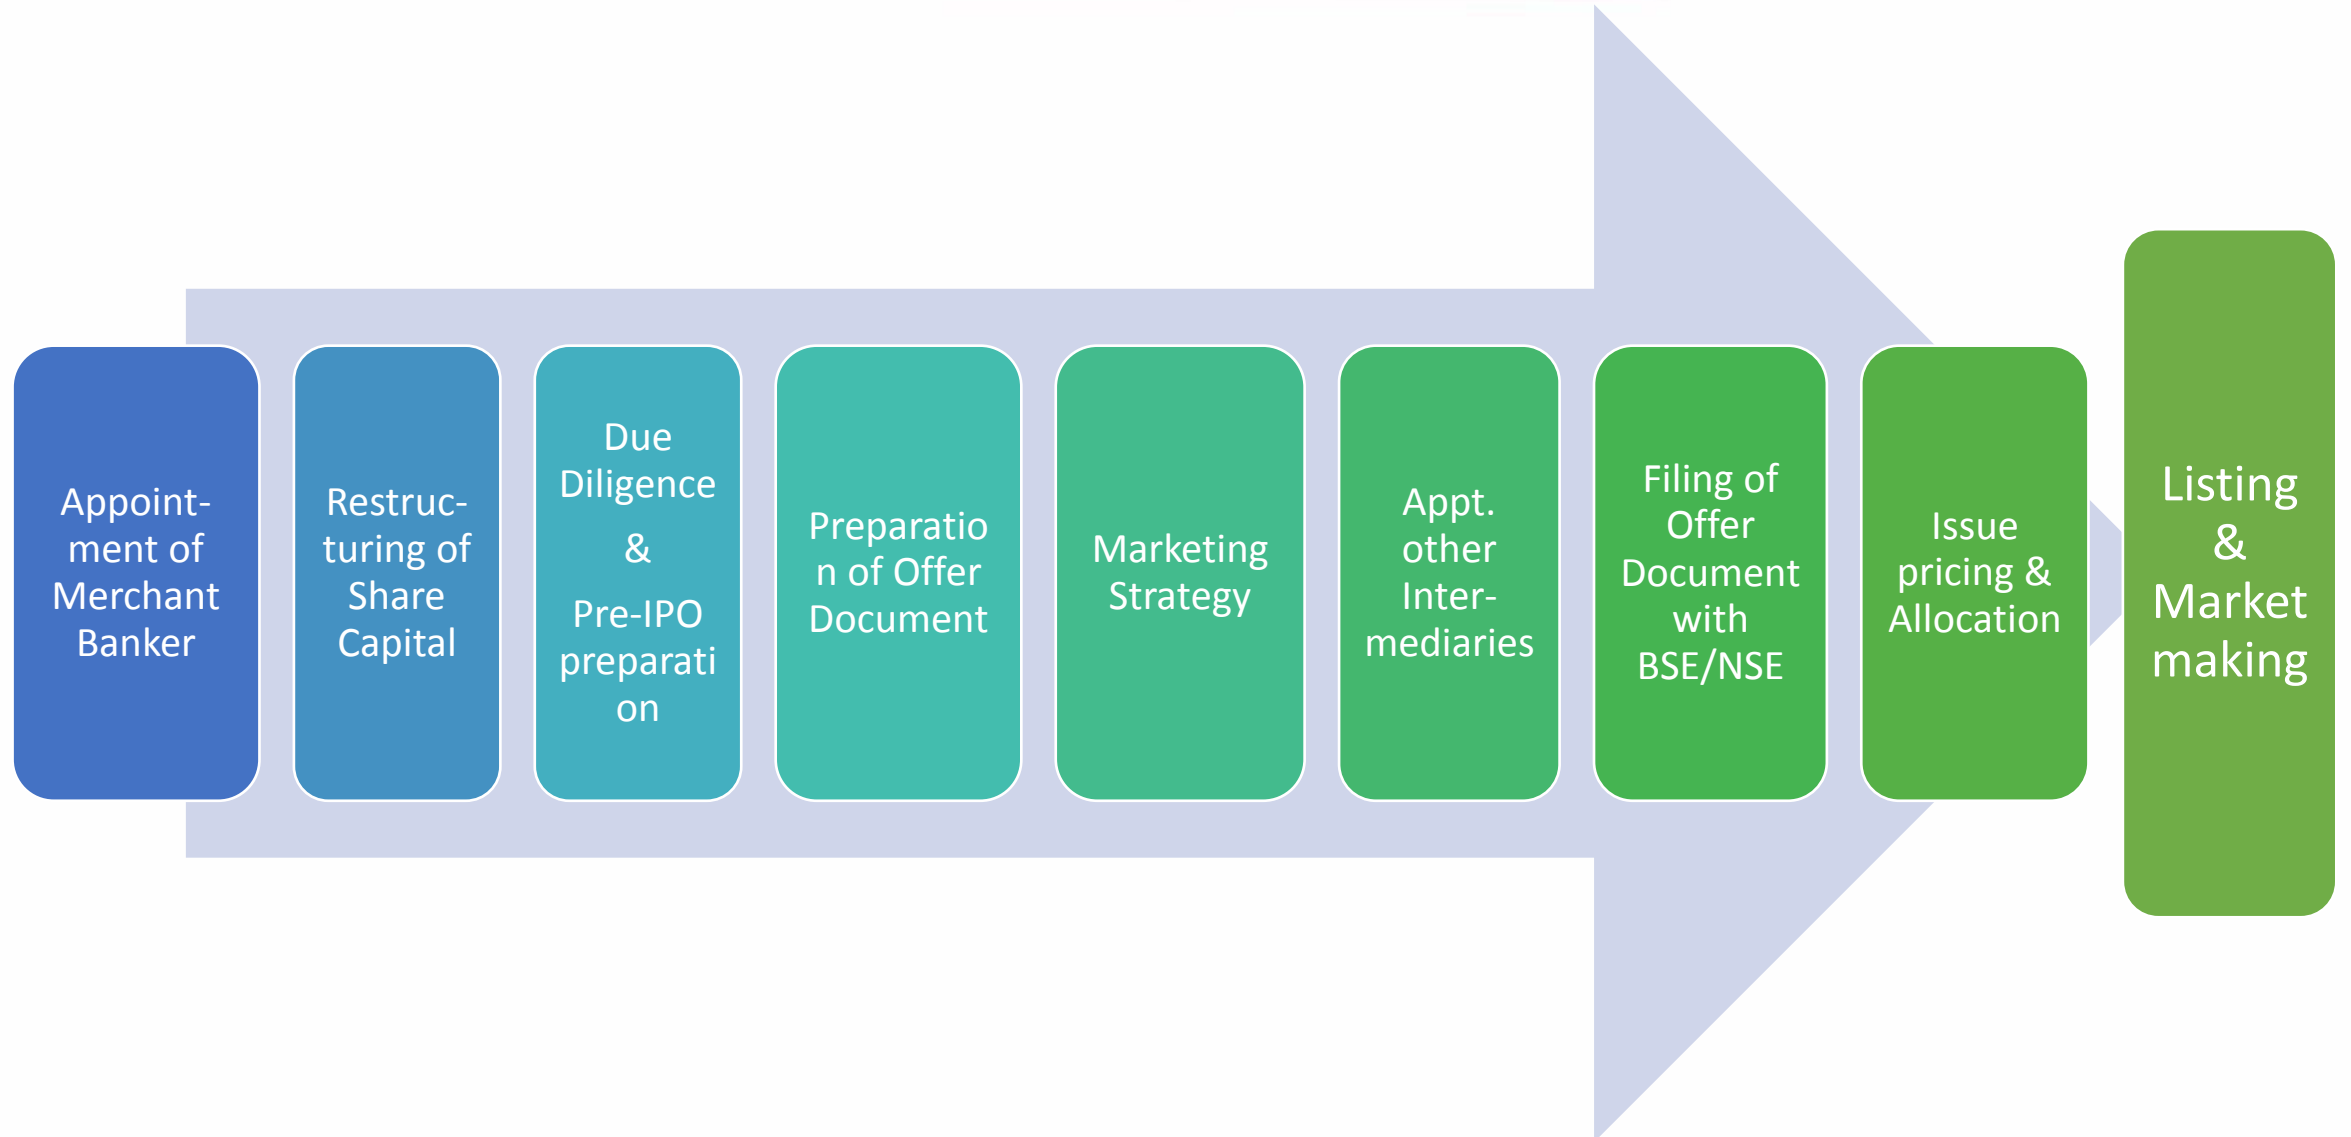 Appoint-
ment of
Merchant
Banker
Restruc-
turing of
Share
Capital
Due
Diligence
&
Pre-IPO
preparati
on
Preparatio
n of Offer
Document
Marketing
Strategy
Appt.
other
Inter-
mediaries
Filing of
Offer
Document
with
BSE/NSE
Issue
pricing &
Allocation
Listing
&
Market
making